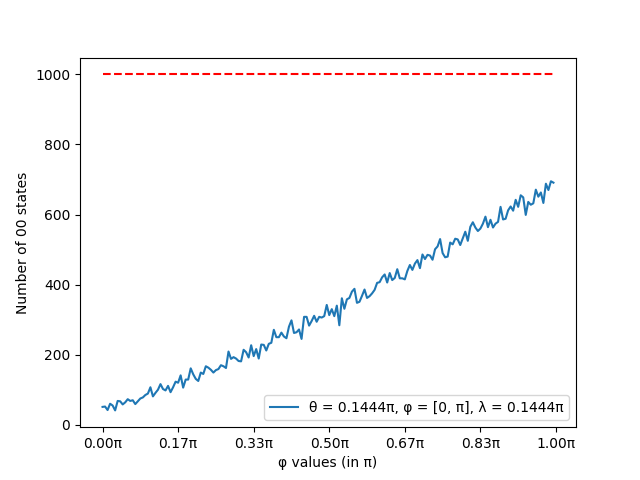 1000
800
600
400
200
0
Number of 00 states
θ = 0.1444π, φ = [0, π], λ = 0.1444π
0.00π 0.17π 0.33π 0.50π 0.67π 0.83π 1.00π
φ values (in π)